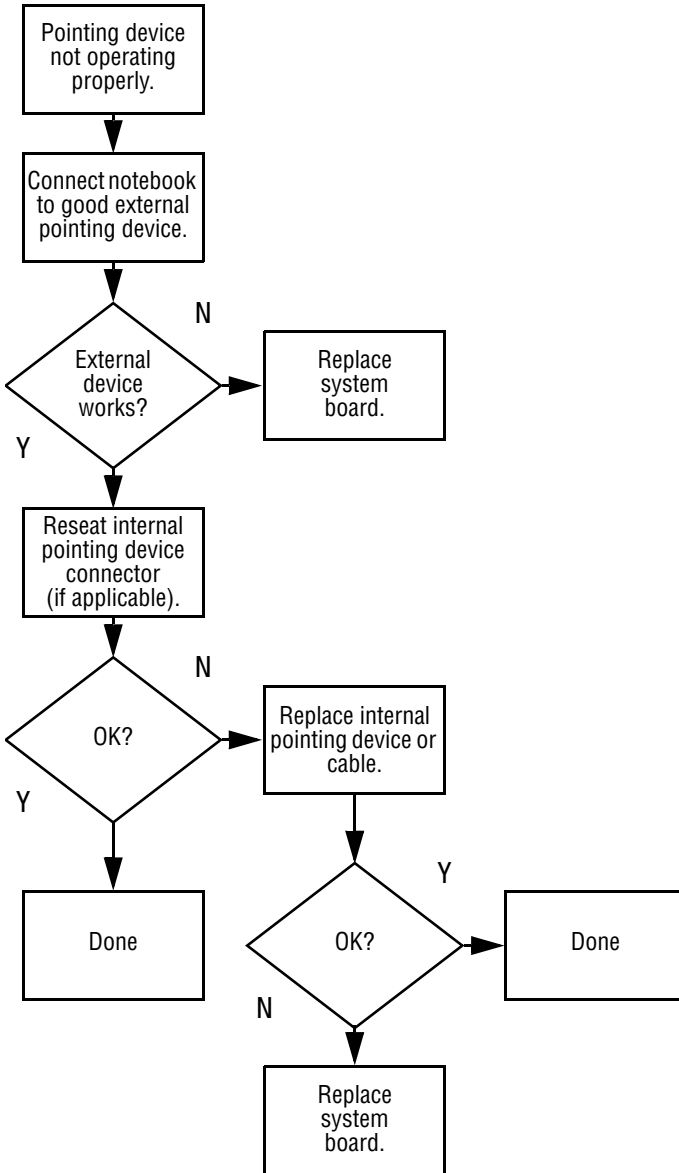 Pointing device
not operating
properly.
Connect notebook
to good external
pointing device.
N
External
device
works?
Replace
system
board.
Y
Reseat internal
pointing device
connector
(if applicable).
N
OK?
Replace internal
pointing device or
cable.
Y
Y
Done
OK?
Done
N
Replace
system
board.